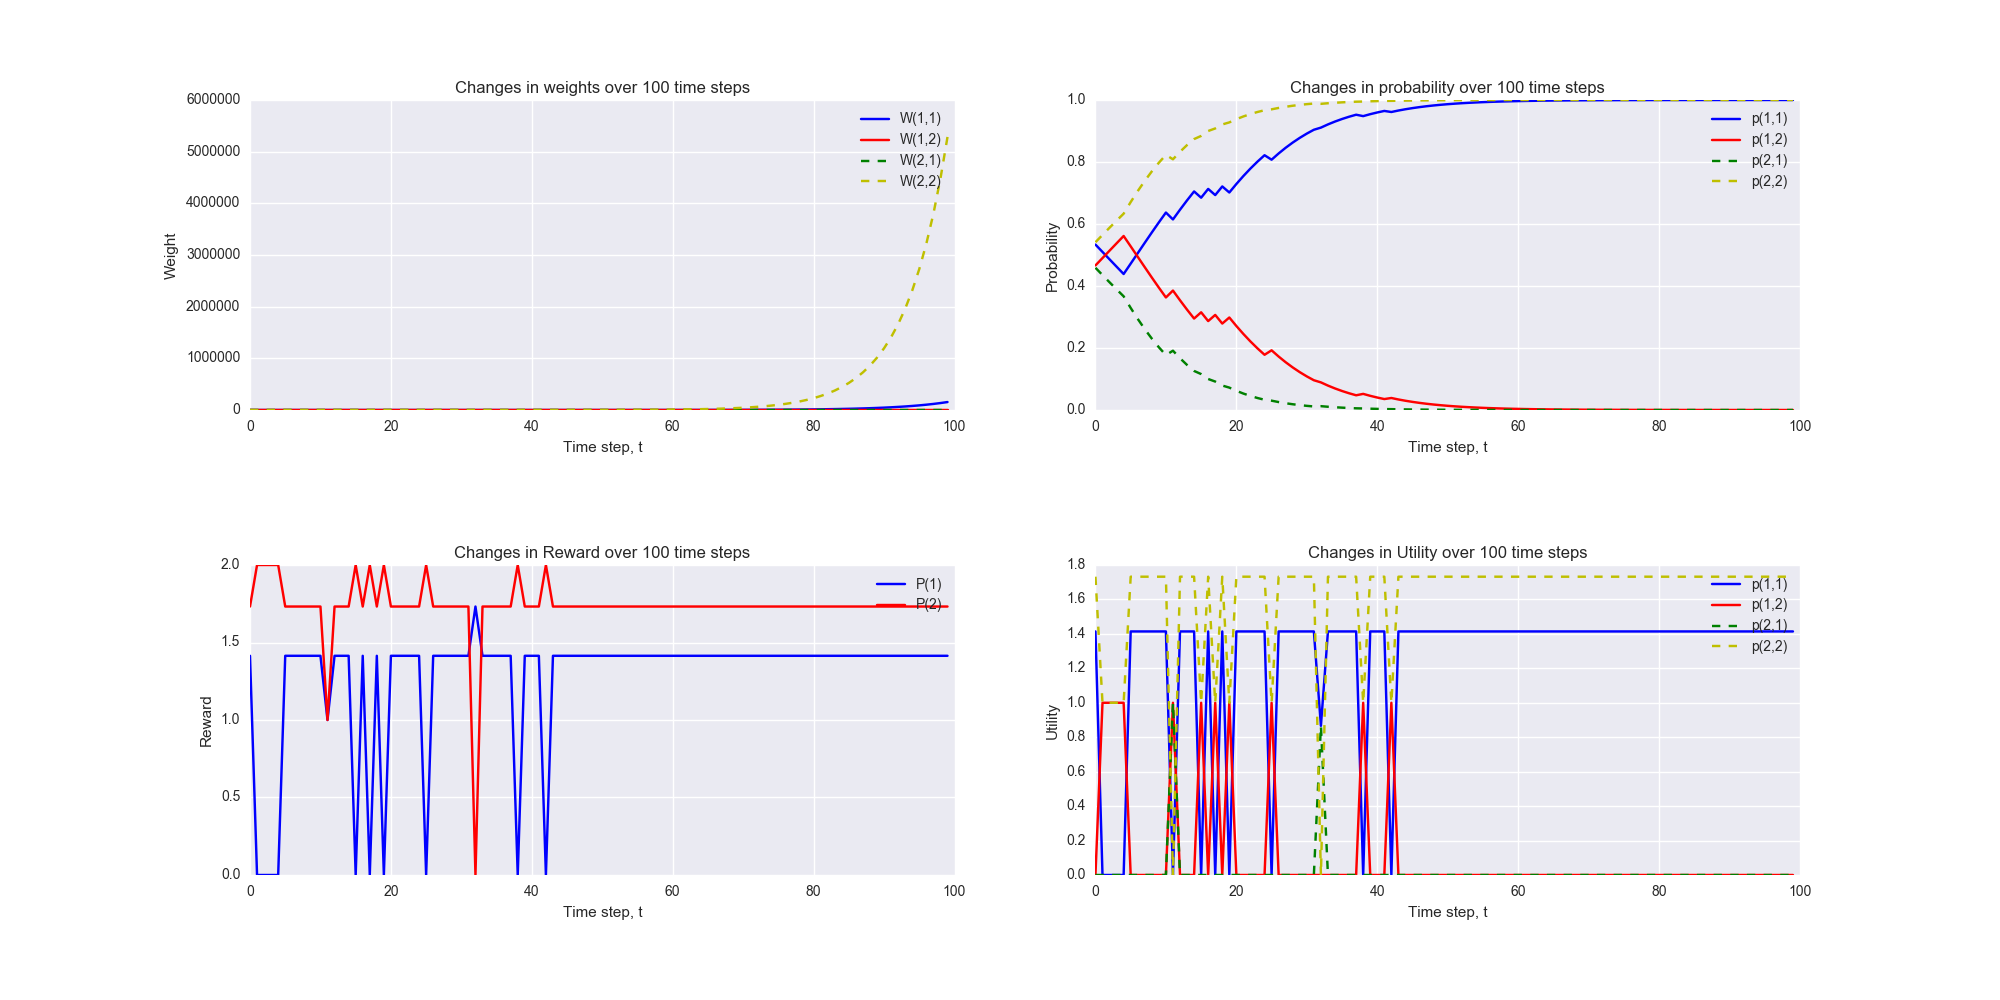 Changes in weights over 100 time steps
6000000
5000000
4000000
3000000
2000000
1000000
0
Weight
W(1,1)
W(1,2)
W(2,1)
W(2,2)
0 20 40 60 80 100
Time step, t
Changes in probability over 100 time steps
1.0
0.8
0.6
0.4
0.2
0.0
Probability
p(1,1)
p(1,2)
p(2,1)
p(2,2)
0 20 40 60 80 100
Time step, t
Changes in Reward over 100 time steps
2.0
1.5
1.0
0.5
0.0
Reward
P(1)
P(2)
0 20 40 60 80 100
Time step, t
Changes in Utility over 100 time steps
1.8
1.6
1.4
1.2
1.0
0.8
0.6
0.4
0.2
0.0
Utility
p(1,1)
p(1,2)
p(2,1)
p(2,2)
0 20 40 60 80 100
Time step, t